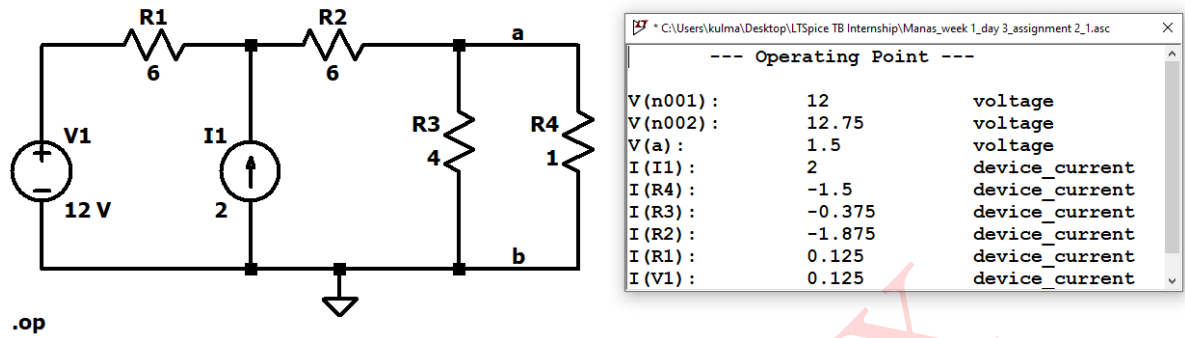 R1
6
R2
6
a
V1
12 V
I1
2
R3
4
R4
1
b
.op
* C:\Users\kulma\Desktop\LTSpice TB Internship\Manas_week 1_day 3_assignment 2_1.asc
--- Operating Point ---
V(n001): 12 voltage
V(n002): 12.75 voltage
V(a): 1.5 voltage
I(I1): 2 device_current
I(R4): -1.5 device_current
I(R3): -0.375 device_current
I(R2): -1.875 device_current
I(R1): 0.125 device_current
I(V1): 0.125 device_current